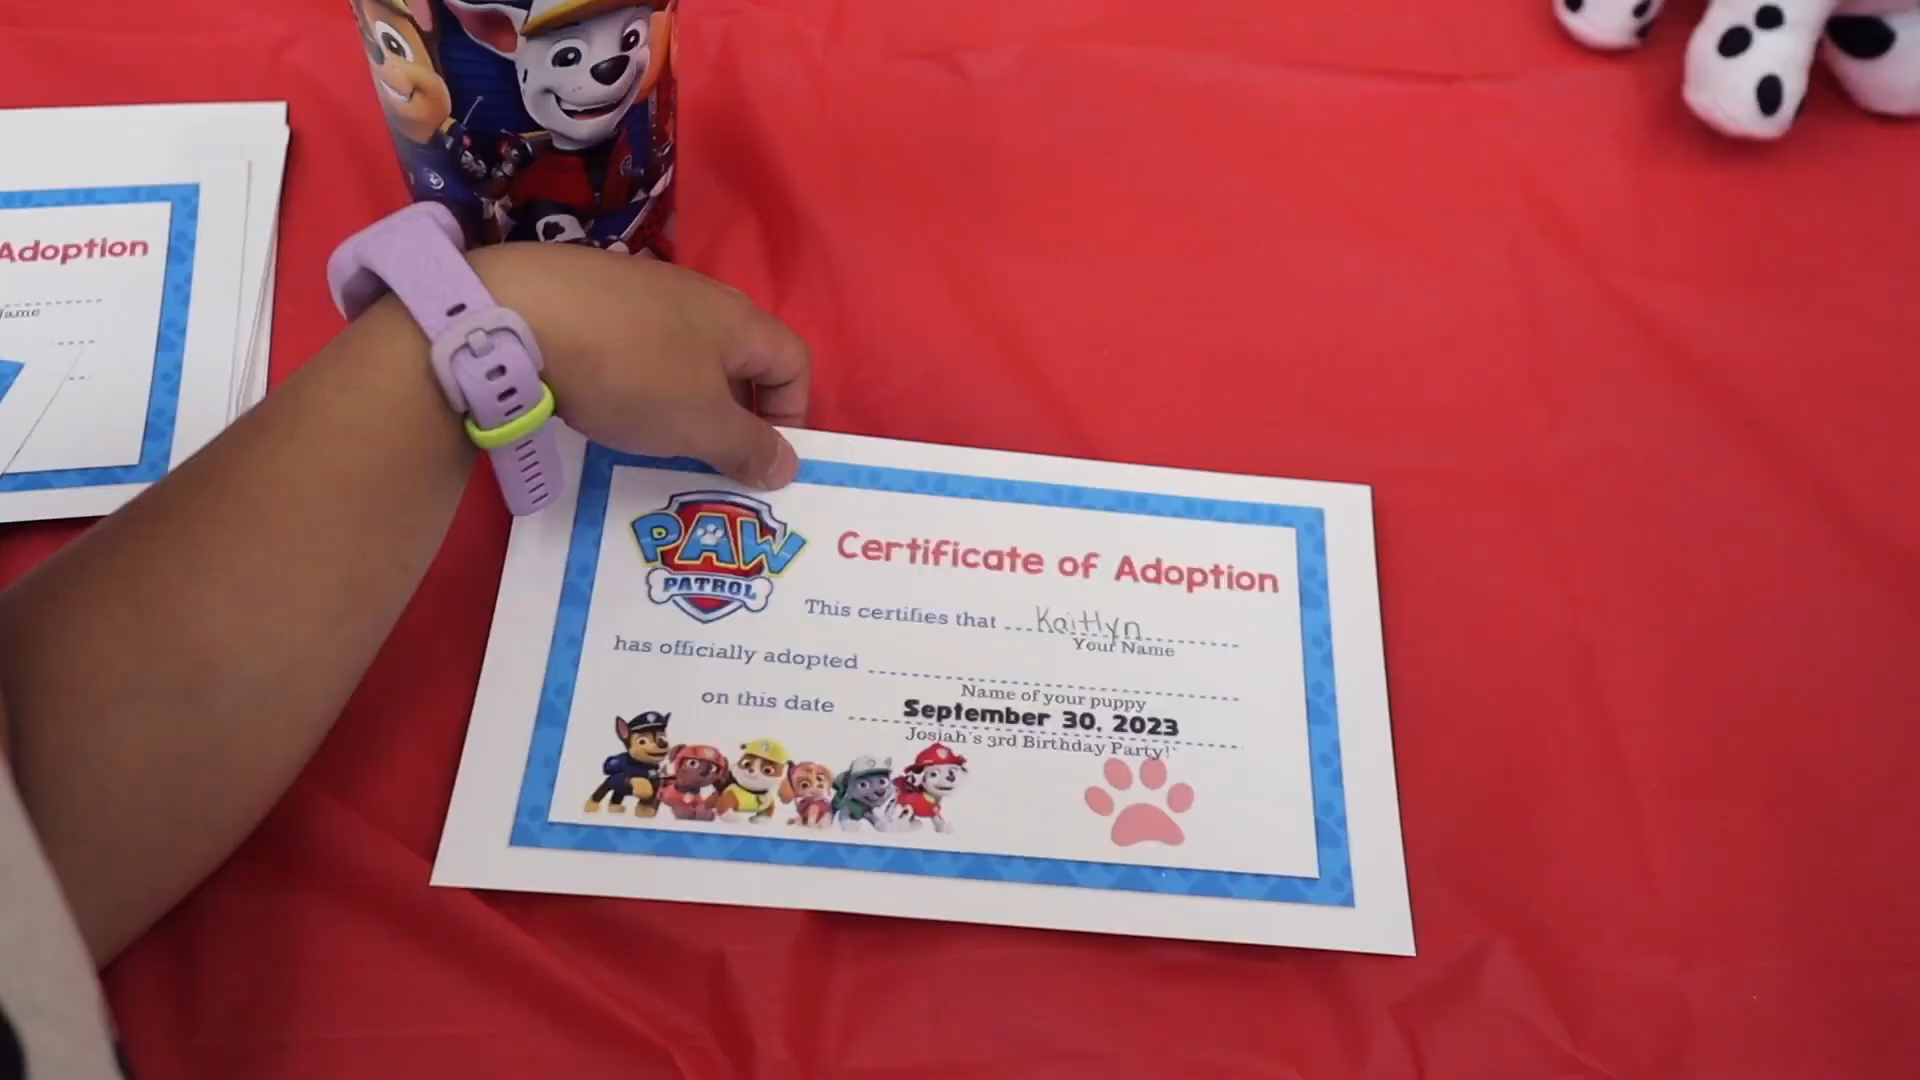 Adoption
PAW
PATROL
Certificate of Adoption
This certifies that Kaitlyn
Your Name
has officially adopted
Name of your puppy
on this date September 30, 2023
Josiah's 3rd Birthday Party!